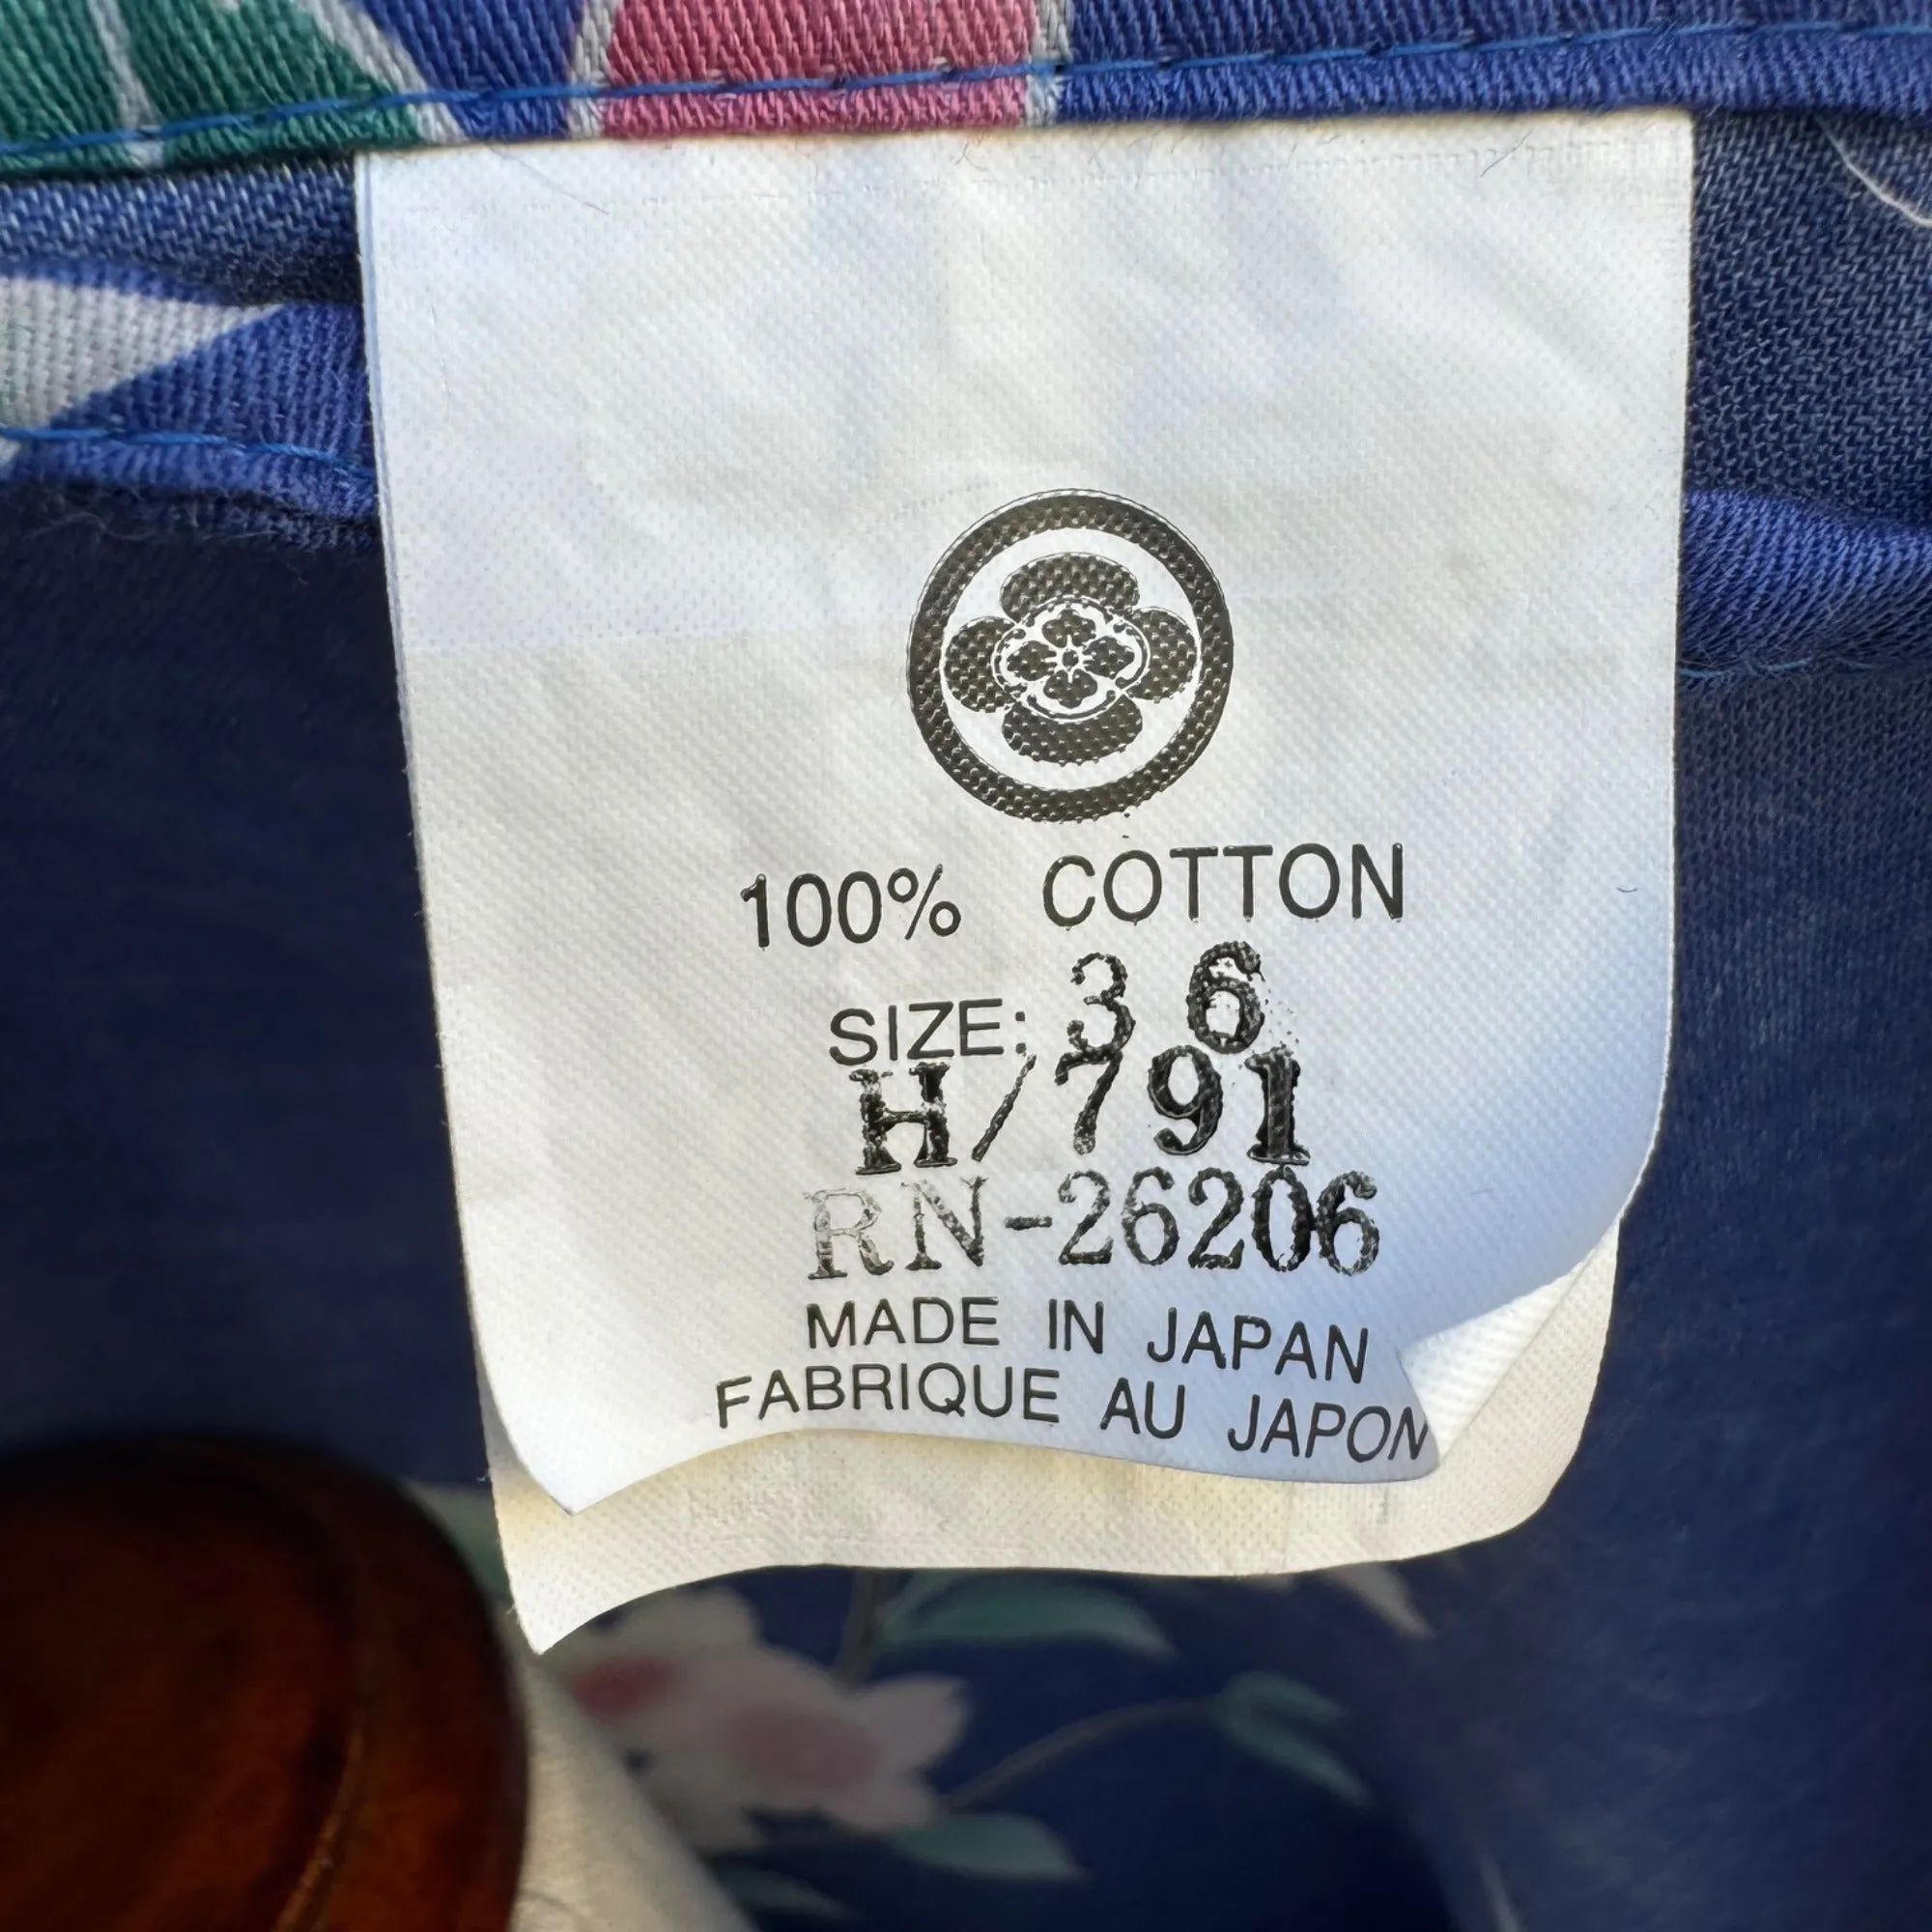 100% COTTON
SIZE: 36
H/791
RN-26206
MADE IN JAPAN
FABRIQUE AU JAPON